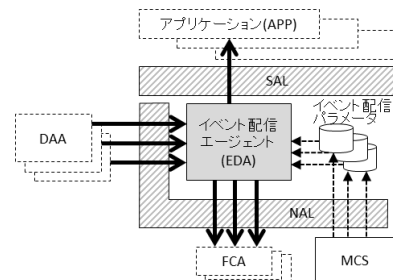 アプリケーション(APP)
SAL
イベント配信
エージェント
(EDA)
イベント配信
パラメータ
DAA
NAL
FCA
MCS